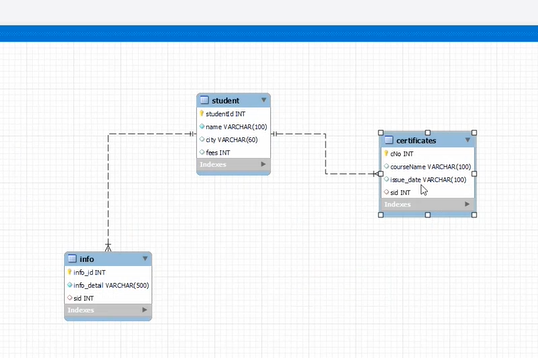 student
studentId INT
name VARCHAR(100)
city VARCHAR(60)
fees INT
Indexes
certificates
cNo INT
courseName VARCHAR(100)
issue_date VARCHAR(100)
sid INT
Indexes
info
info_id INT
info_detail VARCHAR(500)
sid INT
Indexes